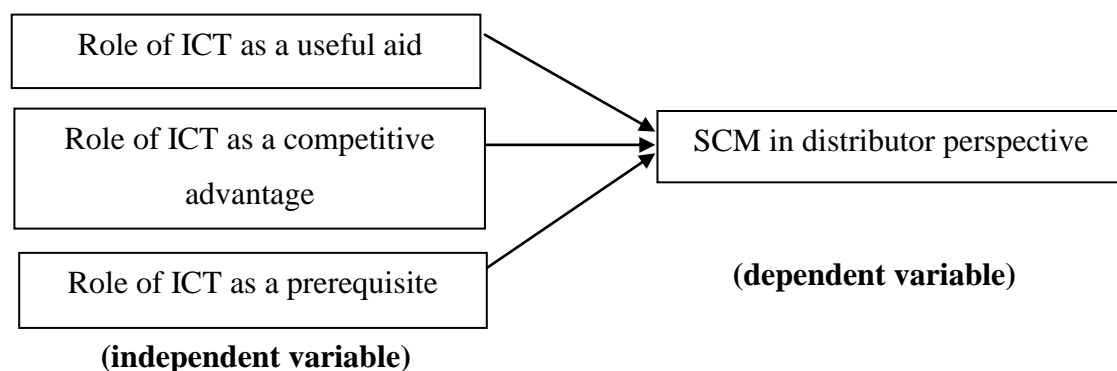 Role of ICT as a useful aid
Role of ICT as a competitive
advantage
Role of ICT as a prerequisite
(independent variable)
SCM in distributor perspective
(dependent variable)